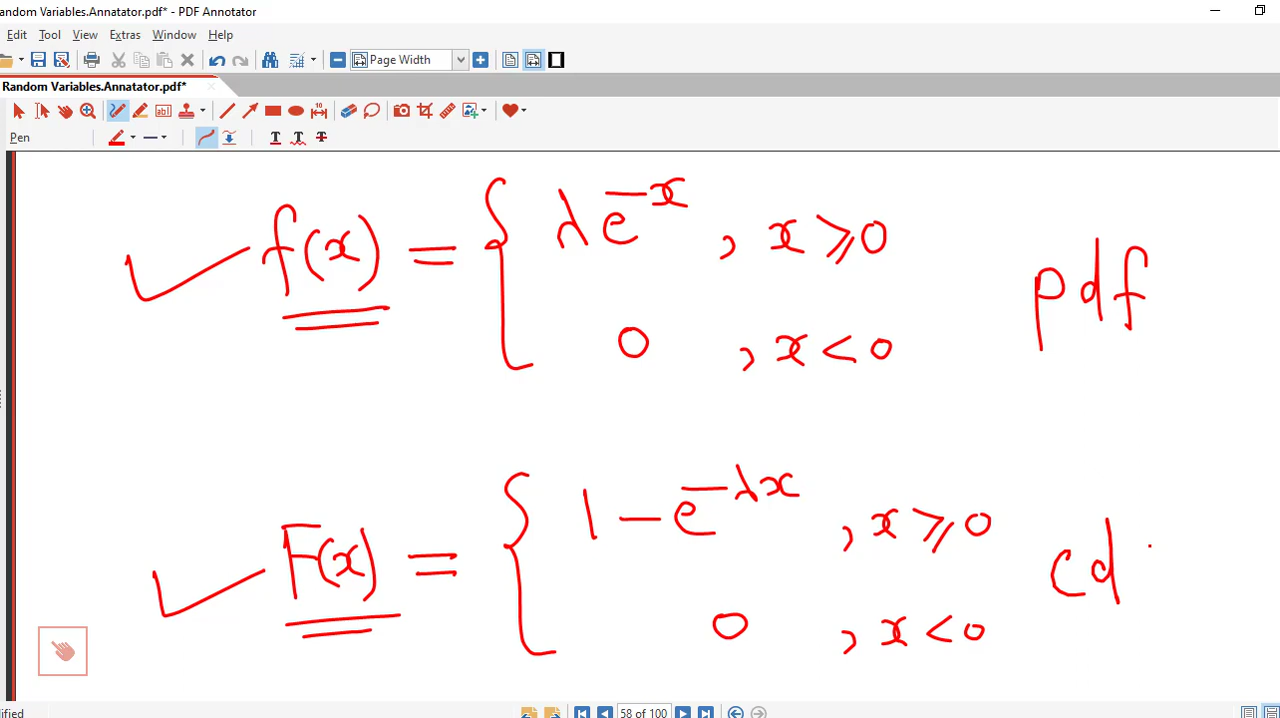 Random Variables.Annatator.pdf* - PDF Annotator
Edit Tool View Extras Window Help
Page Width
Random Variables.Annatator.pdf*
Pen
f(x) = { λe^{-x} , x ≥ 0
0 , x < 0
pdf
F(x) = { 1 - e^{-λx} , x ≥ 0
0 , x < 0
cd
58 of 100